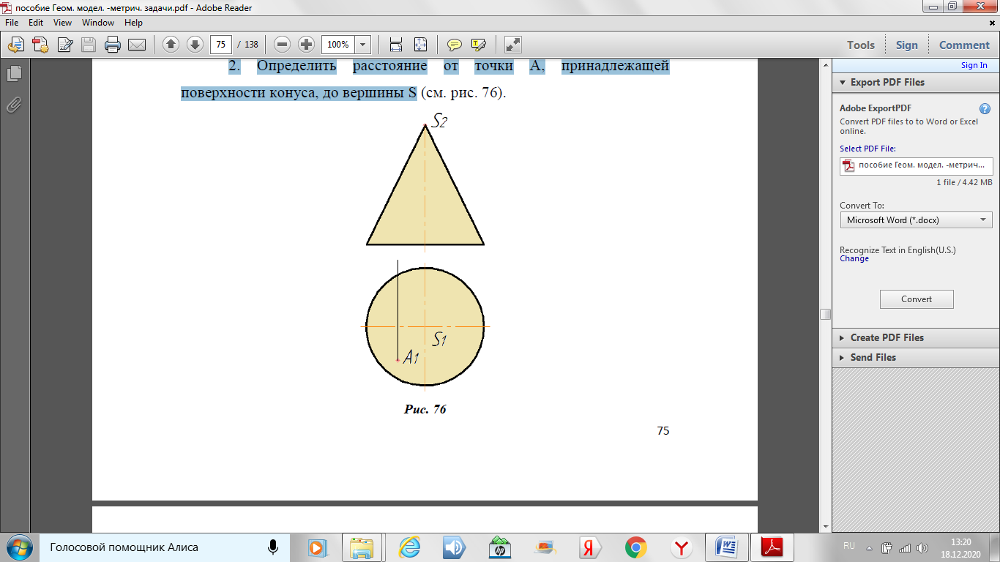 пособие Геом. модел. -метрич. задачи.pdf - Adobe Reader
File Edit View Window Help
75 / 138 100% Tools Sign Comment
2. Определить расстояние от точки А, принадлежащей
поверхности конуса, до вершины S (см. рис. 76).
S2
S1
A1
Рис. 76
75
Sign In
Export PDF Files
Adobe ExportPDF
Convert PDF files to to Word or Excel
online.
Select PDF File:
пособие Геом. модел. -метрич...
1 file / 4.42 MB
Convert To:
Microsoft Word (*.docx)
Recognize Text in English(U.S.)
Change
Convert
Create PDF Files
Send Files
Голосовой помощник Алиса
RU
13:20
18.12.2020